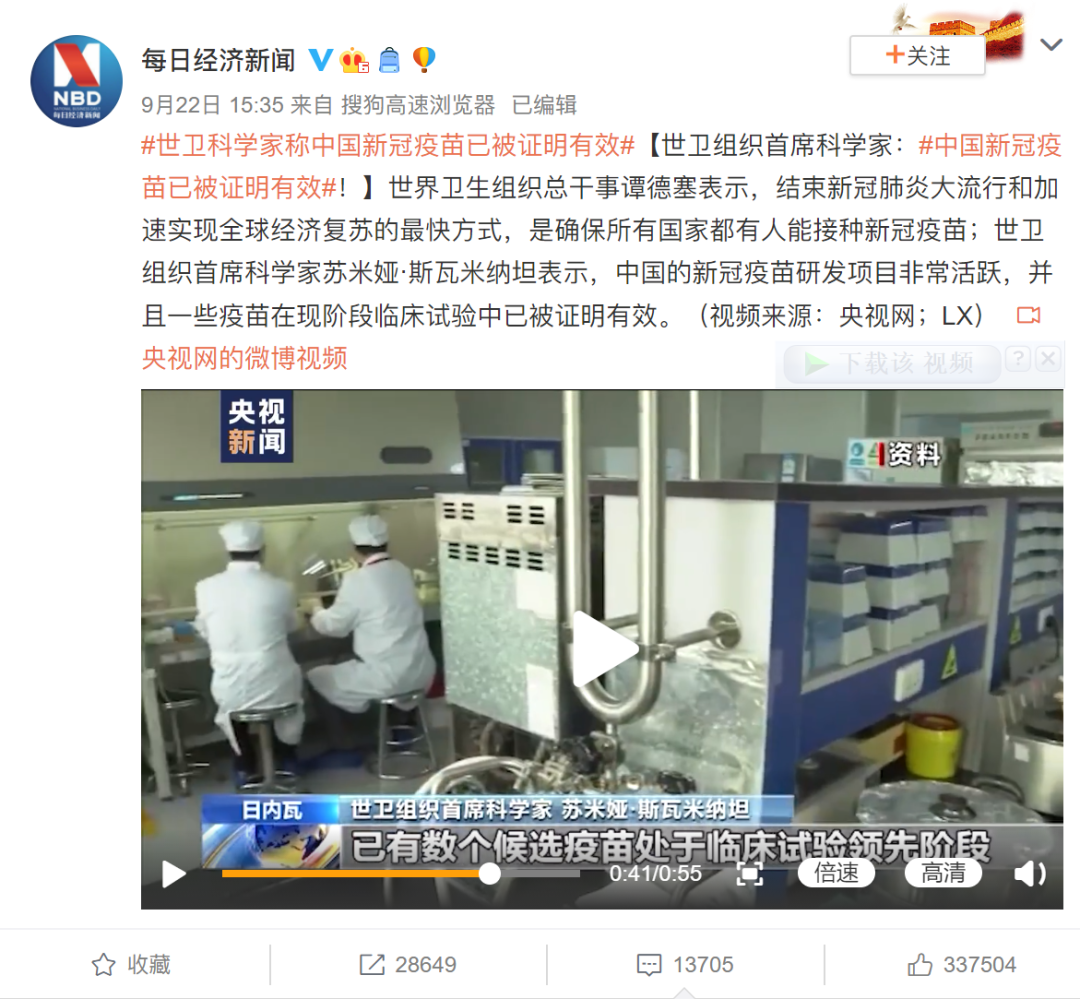 每日经济新闻
+关注
NBD
每日经济新闻
9月22日 15:35 来自 搜狗高速浏览器 已编辑
#世卫科学家称中国新冠疫苗已被证明有效#【世卫组织首席科学家：#中国新冠疫
苗已被证明有效#！】世界卫生组织总干事谭德塞表示，结束新冠肺炎大流行和加
速实现全球经济复苏的最快方式，是确保所有国家都有人能接种新冠疫苗；世卫
组织首席科学家苏米娅·斯瓦米纳坦表示，中国的新冠疫苗研发项目非常活跃，并
且一些疫苗在现阶段临床试验中已被证明有效。（视频来源：央视网；LX）
央视网的微博视频
下载该 视频
?
央视
新闻
4 资料
日内瓦
世卫组织首席科学家 苏米娅·斯瓦米纳坦
已有数个候选疫苗处于临床试验领先阶段
0:41/0:55
倍速
高清
收藏
28649
13705
337504